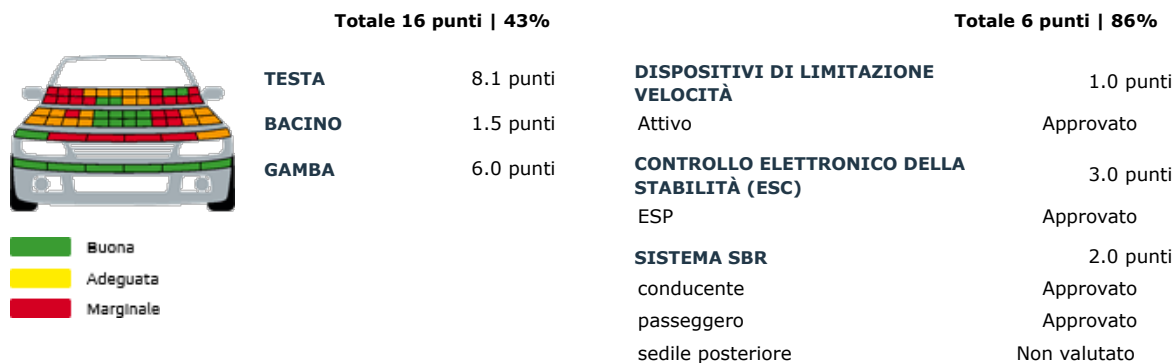 Totale 16 punti | 43%
TESTA 8.1 punti
BACINO 1.5 punti
GAMBA 6.0 punti
Buona
Adeguata
Marginale
Totale 6 punti | 86%
DISPOSITIVI DI LIMITAZIONE
VELOCITÀ 1.0 punti
Attivo Approvato
CONTROLLO ELETTRONICO DELLA
STABILITÀ (ESC) 3.0 punti
ESP Approvato
SISTEMA SBR 2.0 punti
conducente Approvato
passeggero Approvato
sedile posteriore Non valutato